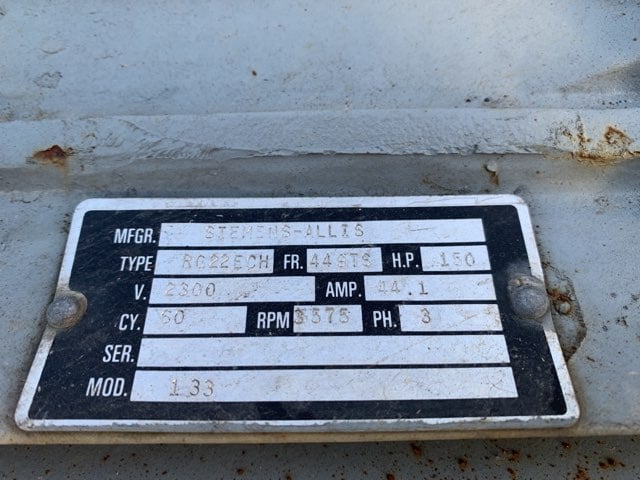 MFGR. SIEMENS-ALLIS
TYPE RG22ECH FR. 445TS H.P. 150
V. 2300 AMP. 44.1
CY. 60 RPM 3575 PH. 3
SER.
MOD. 133